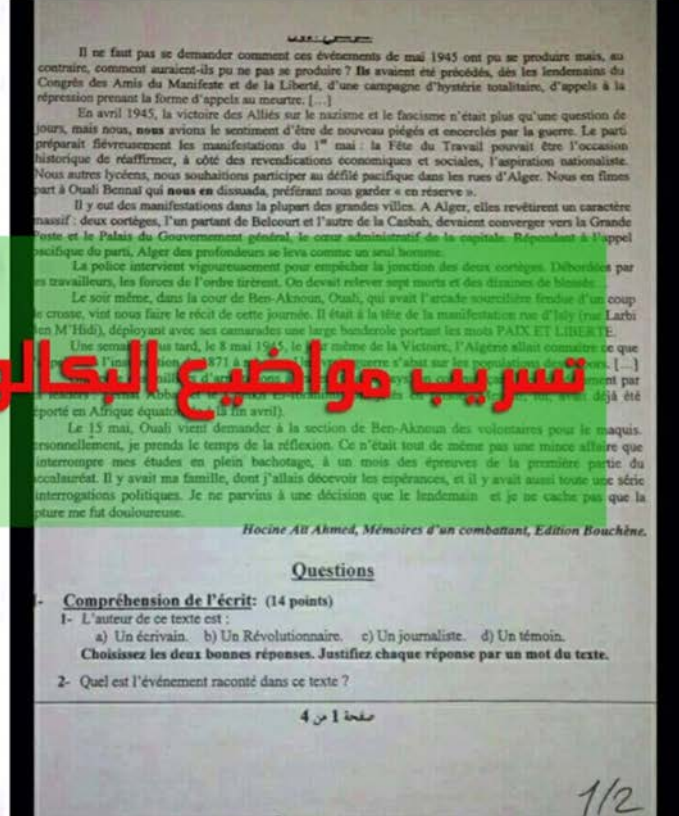 Il ne faut pas se demander comment ces événements de mai 1945 ont pu se produire mais, au
contraire, comment auraient-ils pu ne pas se produire ? Ils avaient été précédés, dès les lendemains du
Congrès des Amis du Manifeste et de la Liberté, d'une campagne d'hystérie totalitaire, d'appels à la
répression prenant la forme d'appels au meurtre. [...]
En avril 1945, la victoire des Alliés sur le nazisme et le fascisme n'était plus qu'une question de
jours, mais nous, nous avions le sentiment d'être de nouveau piégés et encerclés par la guerre. Le parti
préparait fiévreusement les manifestations du 1er mai : la Fête du Travail pouvait être l'occasion
historique de réaffirmer, à côté des revendications économiques et sociales, l'aspiration nationaliste.
Nous autres lycéens, nous souhaitions participer au défilé pacifique dans les rues d'Alger. Nous en fîmes
part à Ouali Bennaï qui nous en dissuada, préférant nous garder « en réserve ».
Il y eut des manifestations dans la plupart des grandes villes. A Alger, elles revêtirent un caractère
massif : deux cortèges, l'un partant de Belcourt et l'autre de la Casbah, devaient converger vers la Grande
Poste et le Palais du Gouvernement général, le cœur administratif de la capitale. Répondant à l'appel
pacifique du parti, Alger des profondeurs se leva comme un seul homme.
La police intervient vigoureusement pour empêcher la jonction des deux cortèges. Débordées par
es travailleurs, les forces de l'ordre tirèrent. On devait relever sept morts et des dizaines de blessés.
Le soir même, dans la cour de Ben-Aknoun, Ouali, qui avait l'arcade sourcilière fendue d'un coup
e crosse, vint nous faire le récit de cette journée. Il était à la tête de la manifestation rue d'Isly (rue Larbi
en M'Hidi), déployant avec ses camarades une large banderole portant les mots PAIX ET LIBERTE.
Une sema us tard, le 8 mai 1945, le même de la Victoire, l'Algérie allait connaître ce que
1871 à s'abat sur les populations [...]
تسريب مواضيع البكالو
ment par
déjà été
porté en Afrique équato la fin avril).
Le 15 mai, Ouali vient demander à la section de Ben-Aknoun des volontaires pour le maquis.
ersonnellement, je prends le temps de la réflexion. Ce n'était tout de même pas une mince affaire que
interrompre mes études en plein bachotage, à un mois des épreuves de la première partie du
ccalauréat. Il y avait ma famille, dont j'allais décevoir les espérances, et il y avait aussi toute une série
interrogations politiques. Je ne parvins à une décision que le lendemain et je ne cache pas que la
pture me fut douloureuse.
Hocine Aït Ahmed, Mémoires d'un combattant, Edition Bouchène.
Questions
I- Compréhension de l'écrit: (14 points)
1- L'auteur de ce texte est :
a) Un écrivain. b) Un Révolutionnaire. c) Un journaliste. d) Un témoin.
Choisissez les deux bonnes réponses. Justifiez chaque réponse par un mot du texte.
2- Quel est l'événement raconté dans ce texte ?
صفحة 1 من 4
1/2